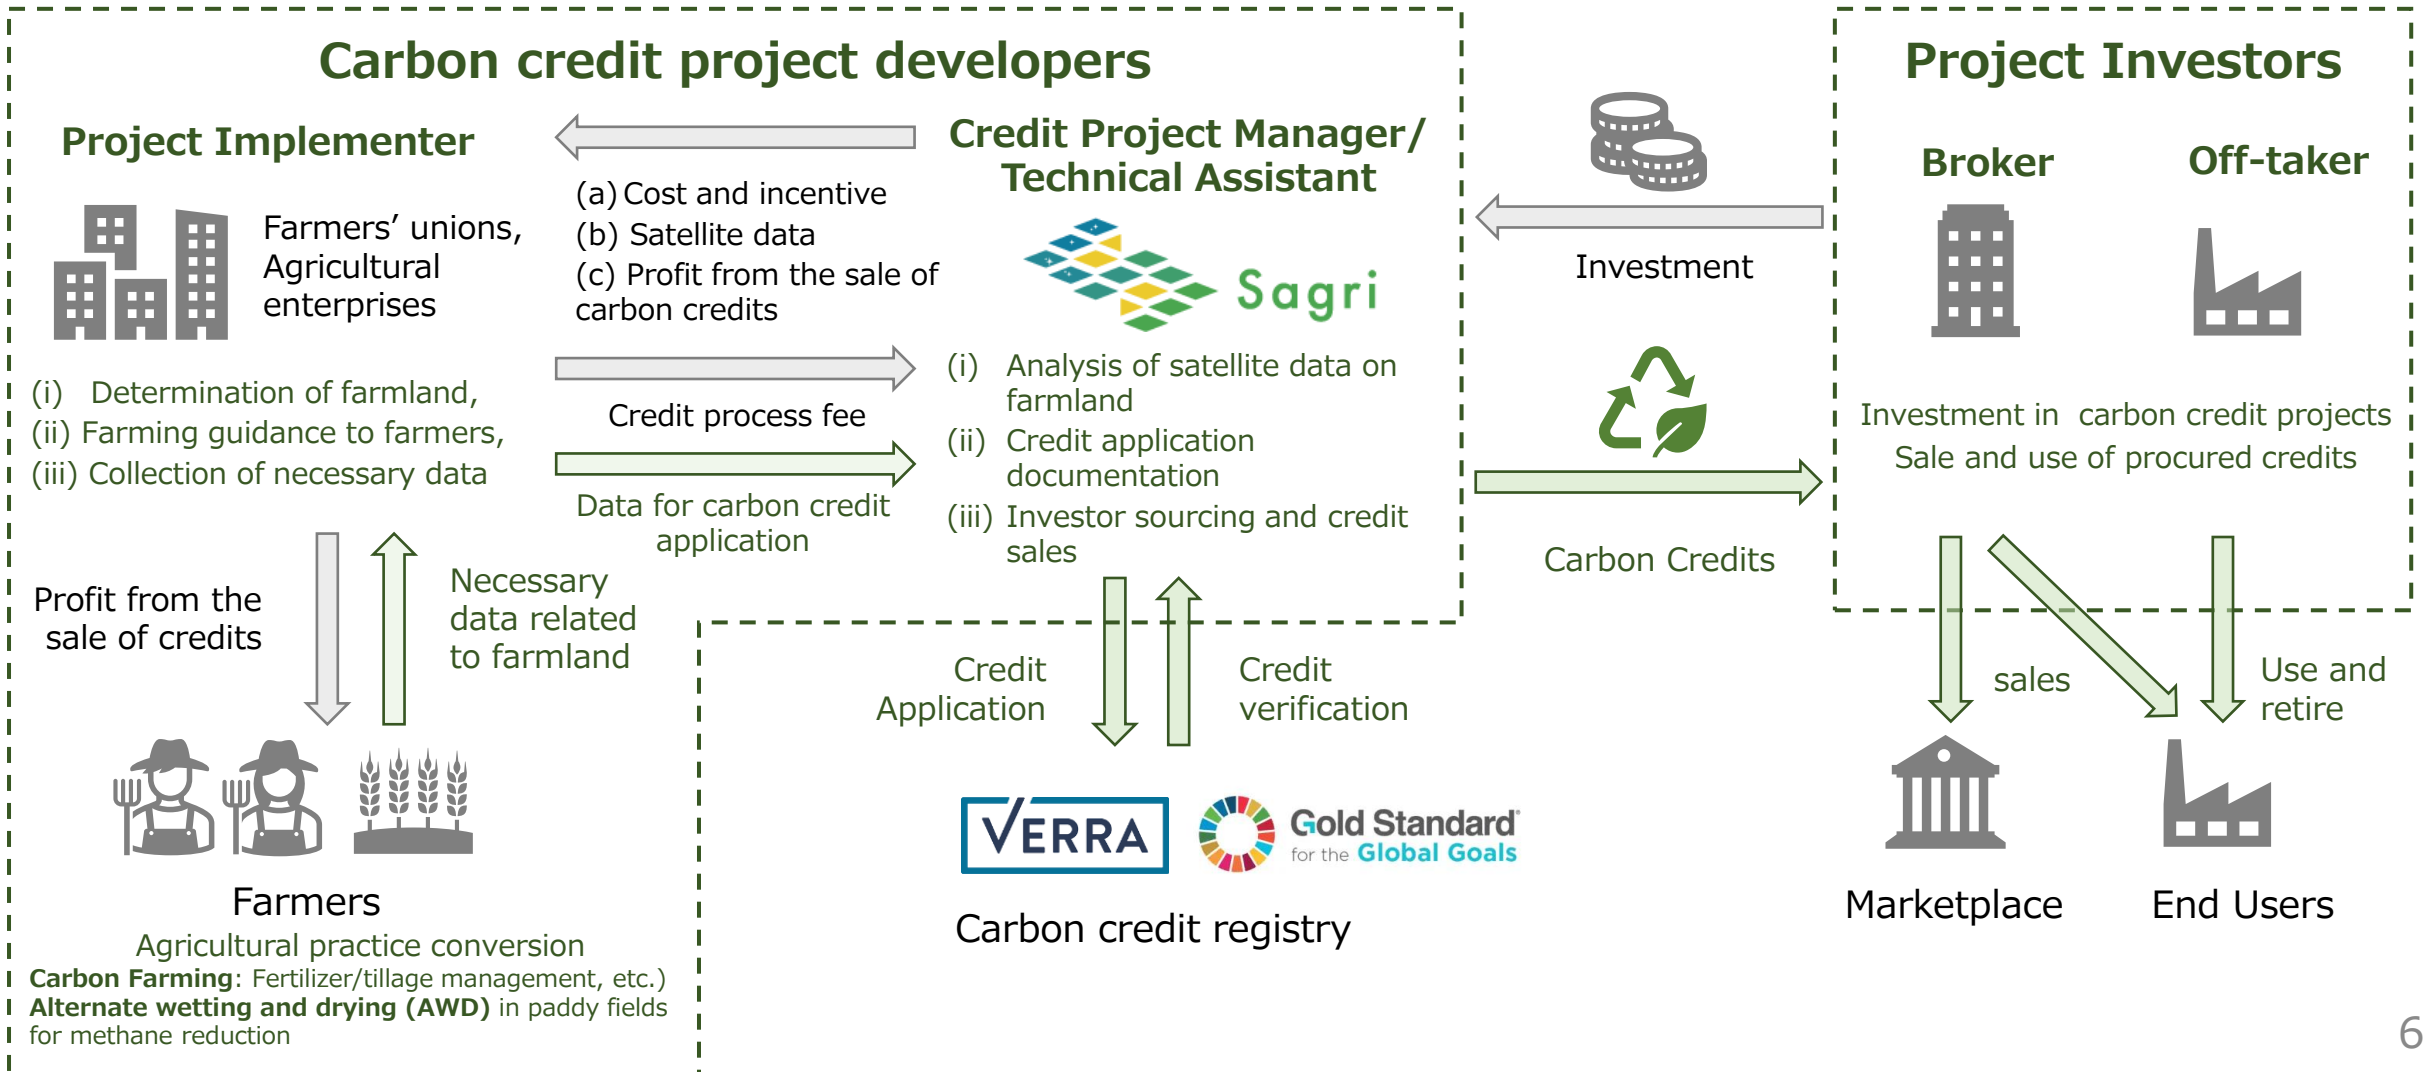 Carbon credit project developers
Project Implementer
Farmers’ unions,
Agricultural
enterprises
(i) Determination of farmland,
(ii) Farming guidance to farmers,
(iii) Collection of necessary data
(a) Cost and incentive
(b) Satellite data
(c) Profit from the sale of
carbon credits
Credit process fee
Data for carbon credit
application
Credit Project Manager/
Technical Assistant
Sagri
(i) Analysis of satellite data on
farmland
(ii) Credit application
documentation
(iii) Investor sourcing and credit
sales
Profit from the
sale of credits
Necessary
data related
to farmland
Farmers
Agricultural practice conversion
Carbon Farming: Fertilizer/tillage management, etc.)
Alternate wetting and drying (AWD) in paddy fields
for methane reduction
Credit
Application
Credit
verification
VERRA
Gold Standard®
for the Global Goals
Carbon credit registry
Investment
Carbon Credits
Project Investors
Broker
Off-taker
Investment in carbon credit projects
Sale and use of procured credits
sales
Use and
retire
Marketplace
End Users
6